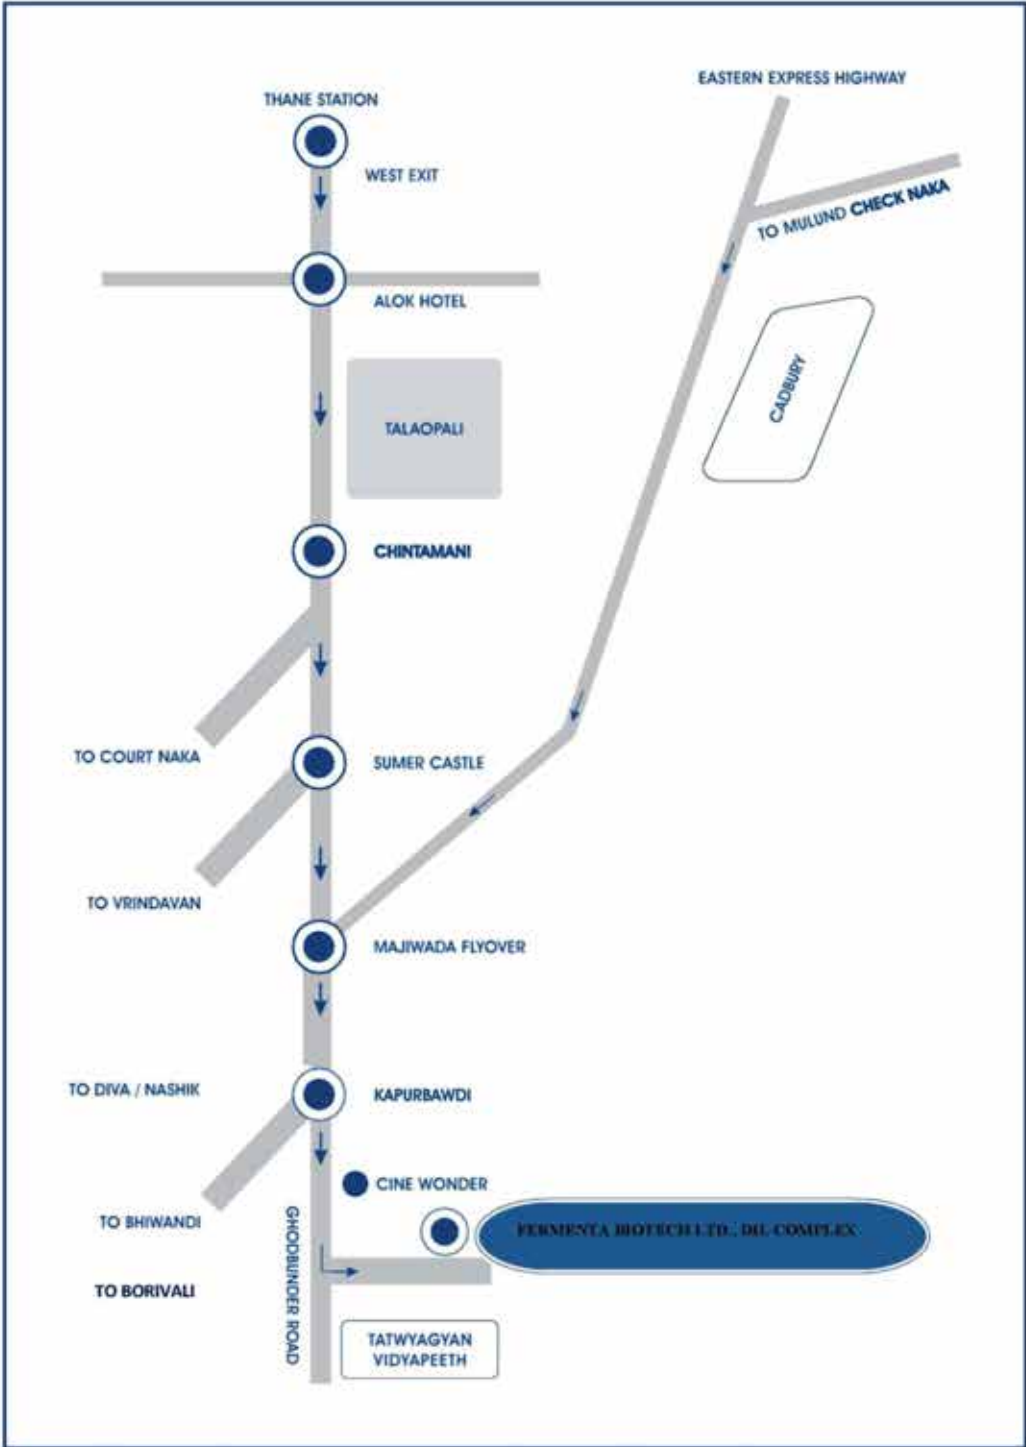 EASTERN EXPRESS HIGHWAY
THANE STATION
WEST EXIT
TO MULUND CHECK NAKA
ALOK HOTEL
CADBURY
TALAOPALI
CHINTAMANI
TO COURT NAKA
SUMER CASTLE
TO VRINDAVAN
MAJIWADA FLYOVER
TO DIVA / NASHIK
KAPURBAWDI
CINE WONDER
TO BHIWANDI
GHODBUNDER ROAD
FERMENTA BIOTECH LTD., DIL COMPLEX
TO BORIVALI
TATWYAGYAN
VIDYAPEETH